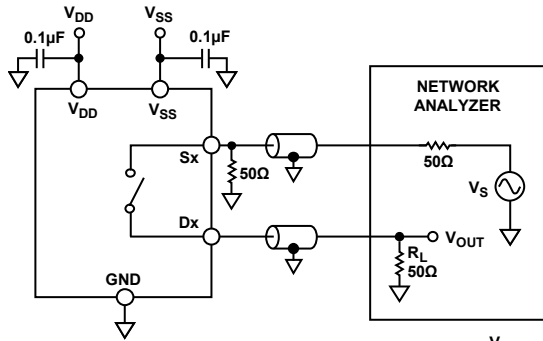 VDD
VSS
0.1µF
0.1µF
VDD
VSS
NETWORK
ANALYZER
Sx
50Ω
50Ω
VS
Dx
VOUT
RL
50Ω
GND
V